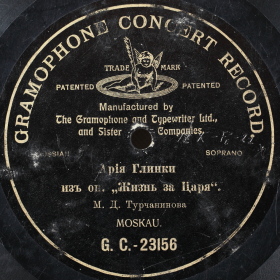 GRAMOPHONE CONCERT RECORD.
TRADE MARK
PATENTED PATENTED
Manufactured by
The Gramophone and Typewriter Ltd.,
and Sister Companies.
SOPRANO
Арія Глинки
изъ оп. „Жизнь за Царя“.
М. Д. Турчанинова
MOSKAU.
G. C.-23156